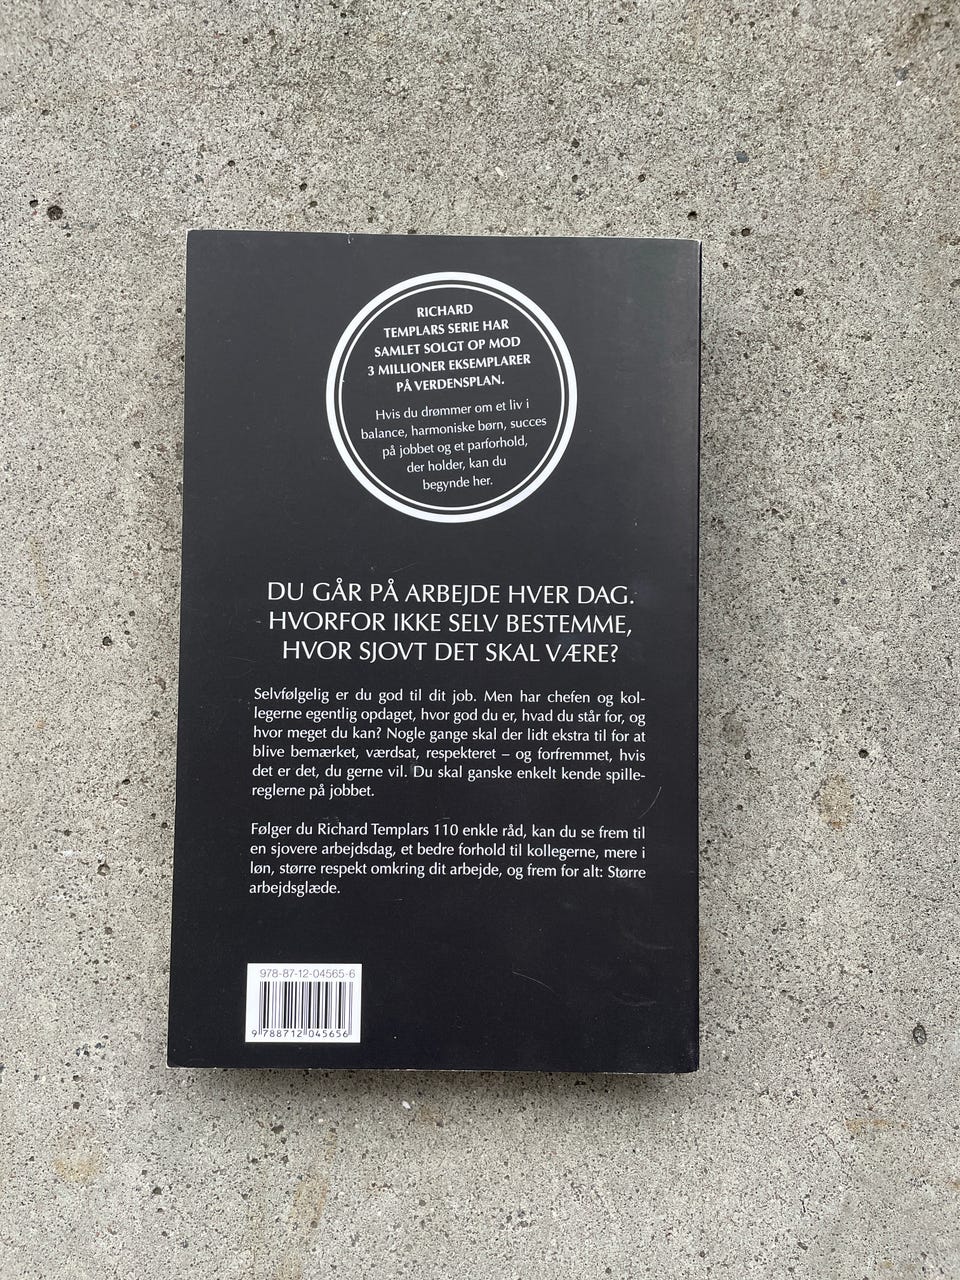 RICHARD
TEMPLARS SERIE HAR
SAMLET SOLGT OP MOD
3 MILLIONER EKSEMPLARER
PÅ VERDENSPLAN.
Hvis du drømmer om et liv i
balance, harmoniske børn, succes
på jobbet og et parforhold,
der holder, kan du
begynde her.
DU GÅR PÅ ARBEJDE HVER DAG.
HVORFOR IKKE SELV BESTEMME,
HVOR SJOVT DET SKAL VÆRE?
Selvfølgelig er du god til dit job. Men har chefen og kol-
legerne egentlig opdaget, hvor god du er, hvad du står for, og
hvor meget du kan? Nogle gange skal der lidt ekstra til for at
blive bemærket, værdsat, respekteret – og forfremmet, hvis
det er det, du gerne vil. Du skal ganske enkelt kende spille-
reglerne på jobbet.
Følger du Richard Templars 110 enkle råd, kan du se frem til
en sjovere arbejdsdag, et bedre forhold til kollegerne, mere i
løn, større respekt omkring dit arbejde, og frem for alt: Større
arbejdsglæde.
978-87-12-04565-6
9 788712 045656